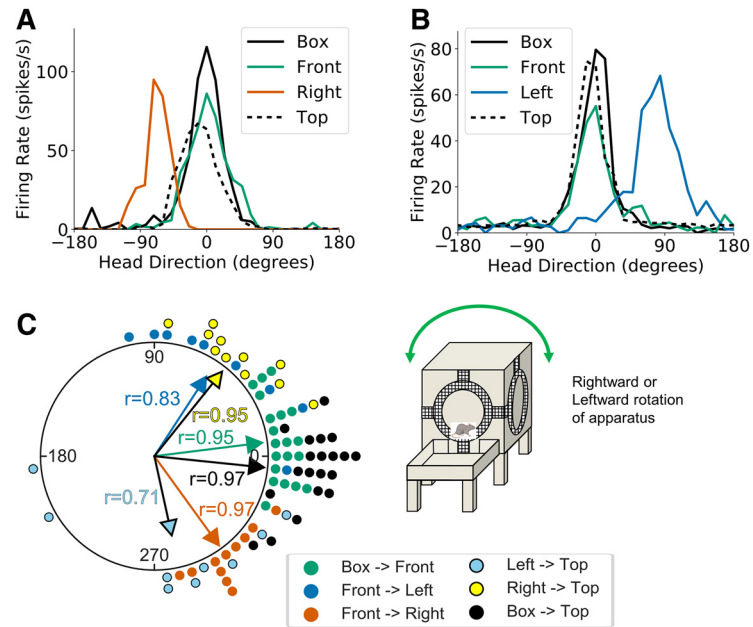 A
Firing Rate (spikes/s)
100
50
0
−180
−90
0
90
180
Head Direction (degrees)
Box
Front
Right
Top
B
Firing Rate (spikes/s)
80
60
40
20
0
−180
−90
0
90
180
Head Direction (degrees)
Box
Front
Left
Top
C
90
-180
0
270
r=0.83
r=0.95
r=0.95
r=0.97
r=0.97
r=0.71
Rightward or
Leftward rotation
of apparatus
Box -> Front
Front -> Left
Front -> Right
Left -> Top
Right -> Top
Box -> Top